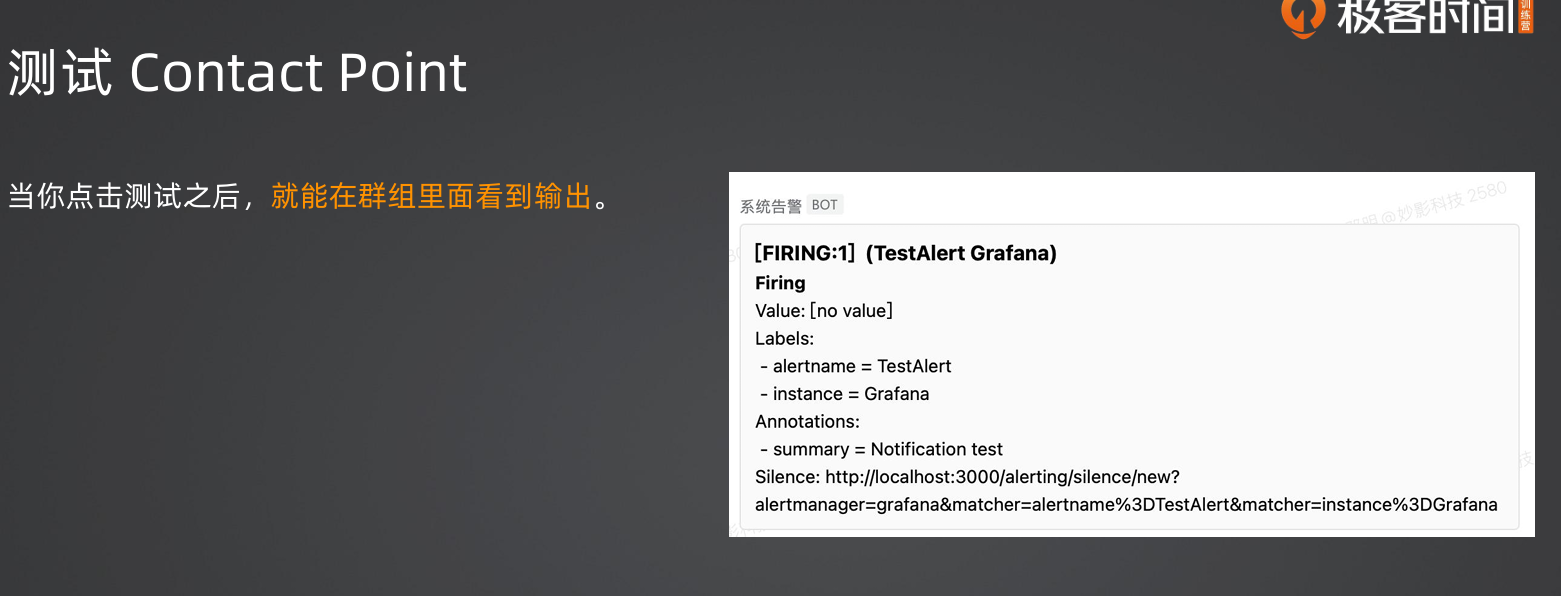 极客时间
训练营
测试 Contact Point
当你点击测试之后，就能在群组里面看到输出。
系统告警 BOT
@妙影科技 2580
[FIRING:1]  (TestAlert Grafana)
Firing
Value: [no value]
Labels:
- alertname = TestAlert
- instance = Grafana
Annotations:
- summary = Notification test
Silence: http://localhost:3000/alerting/silence/new?
alertmanager=grafana&matcher=alertname%3DTestAlert&matcher=instance%3DGrafana